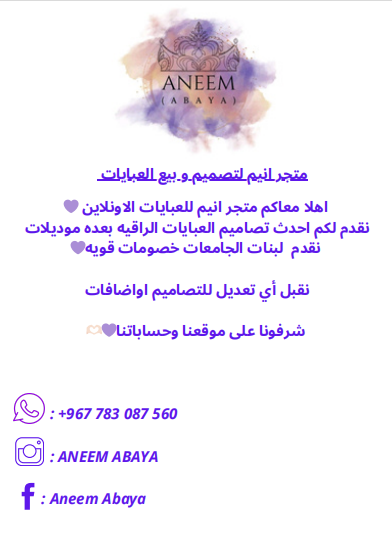 ANEEM
(ABAYA)
متجر انيم لتصميم و بيع العبايات
اهلا معاكم متجر انيم للعبايات الاونلاين 💜
نقدم لكم احدث تصاميم العبايات الراقيه بعده موديلات
نقدم لبنات الجامعات خصومات قويه💜
نقبل أي تعديل للتصاميم اواضافات
شرفونا على موقعنا وحساباتنا💜🫶🏻
: +967 783 087 560
: ANEEM ABAYA
: Aneem Abaya